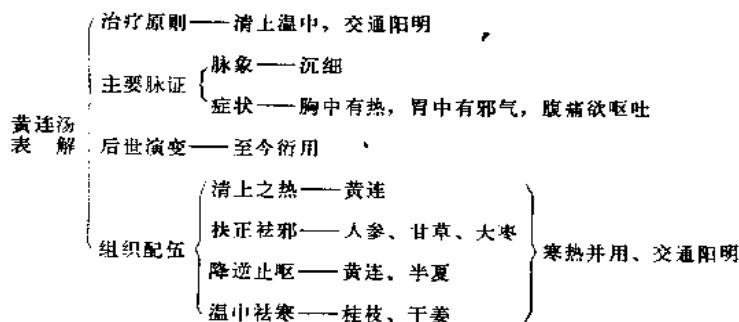 治疗原则——清上温中，交通阳明
主要脉证
脉象——沉细
症状——胸中有热，胃中有邪气，腹痛欲呕吐
黄连汤
表 解
后世演变——至今衍用
组织配伍
清上之热——黄连
扶正祛邪——人参、甘草、大枣
降逆止呕——黄连、半夏
温中祛寒——桂枝、干姜
寒热并用、交通阳明